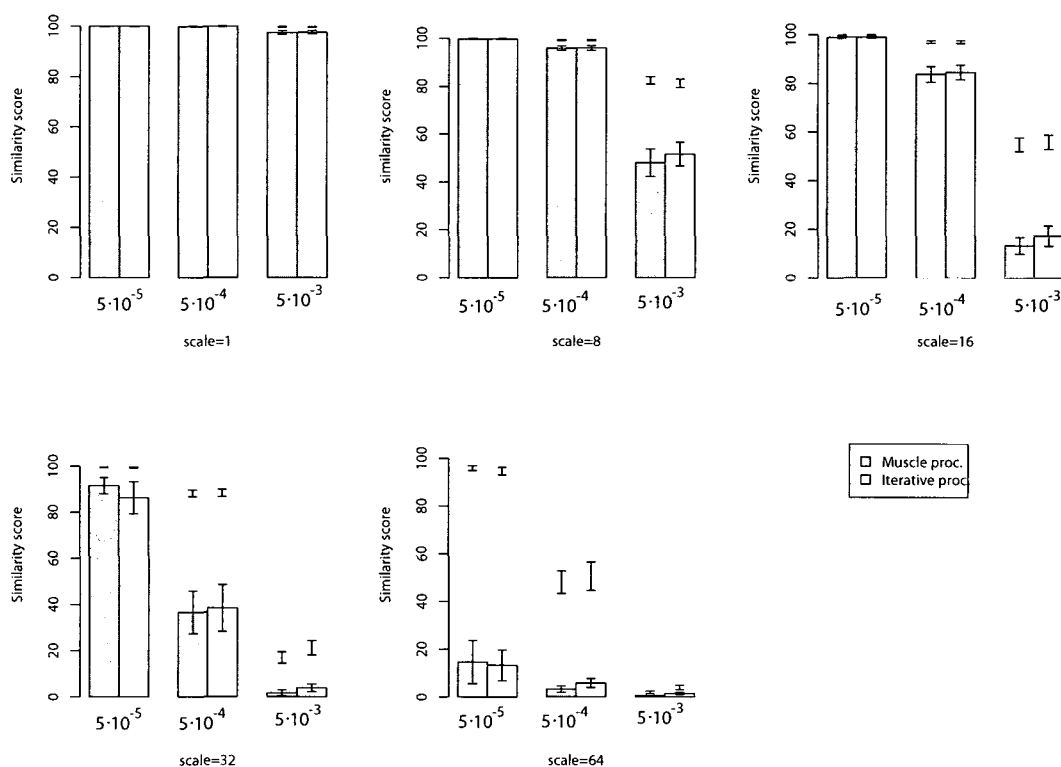 Similarity score
100
80
60
40
20
0
5·10⁻⁵ 5·10⁻⁴ 5·10⁻³
scale=1
similarity score
100
80
60
40
20
0
5·10⁻⁵ 5·10⁻⁴ 5·10⁻³
scale=8
Similarity score
100
80
60
40
20
0
5·10⁻⁵ 5·10⁻⁴ 5·10⁻³
scale=16
Similarity score
100
80
60
40
20
0
5·10⁻⁵ 5·10⁻⁴ 5·10⁻³
scale=32
Similarity score
100
80
60
40
20
0
5·10⁻⁵ 5·10⁻⁴ 5·10⁻³
scale=64
Muscle proc.
Iterative proc